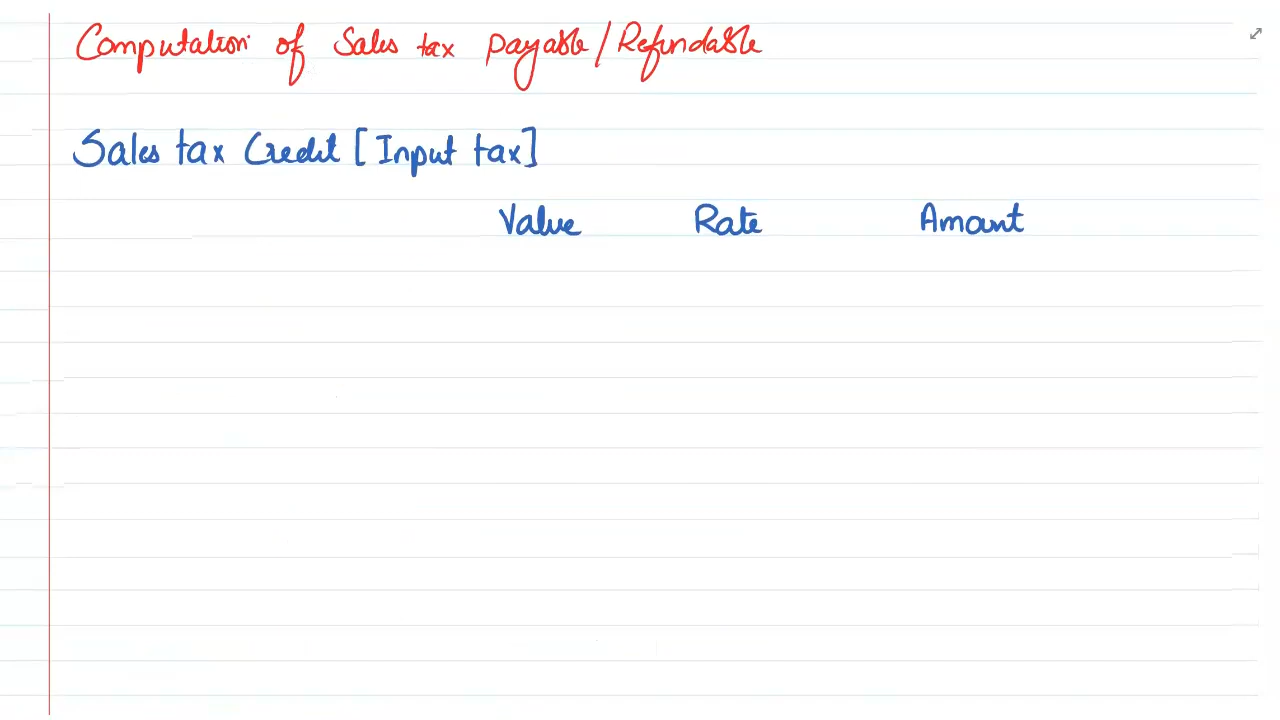 Computation of Sales tax payable/Refundable
Sales tax Credit [Input tax]
Value Rate Amount